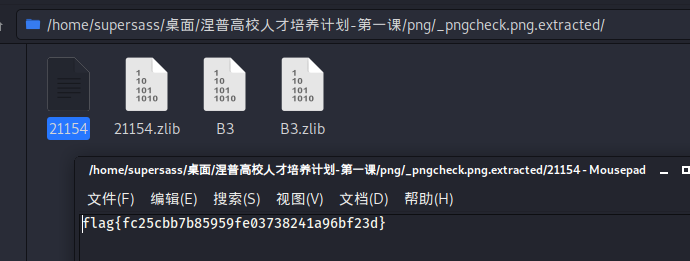 /home/supersass/桌面/涅普高校人才培养计划-第一课/png/_pngcheck.png.extracted/
1
10
101
1010
1
10
101
1010
1
10
101
1010
21154
21154.zlib
B3
B3.zlib
/home/supersass/桌面/涅普高校人才培养计划-第一课/png/_pngcheck.png.extracted/21154 - Mousepad
文件(F) 编辑(E) 搜索(S) 视图(V) 文档(D) 帮助(H)
flag{fc25cbb7b85959fe03738241a96bf23d}